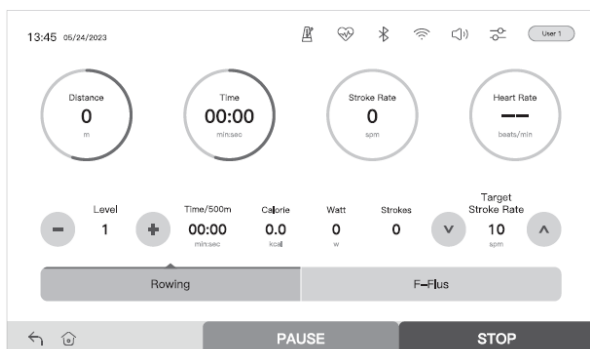 13:45 05/24/2023 User 1
Distance
0
m
Time
00:00
min:sec
Stroke Rate
0
spm
Heart Rate
--
beats/min
Level
1
Time/500m
00:00
min:sec
Calorie
0.0
kcal
Watt
0
w
Strokes
0
Target
Stroke Rate
10
spm
Rowing
F-Flus
PAUSE
STOP